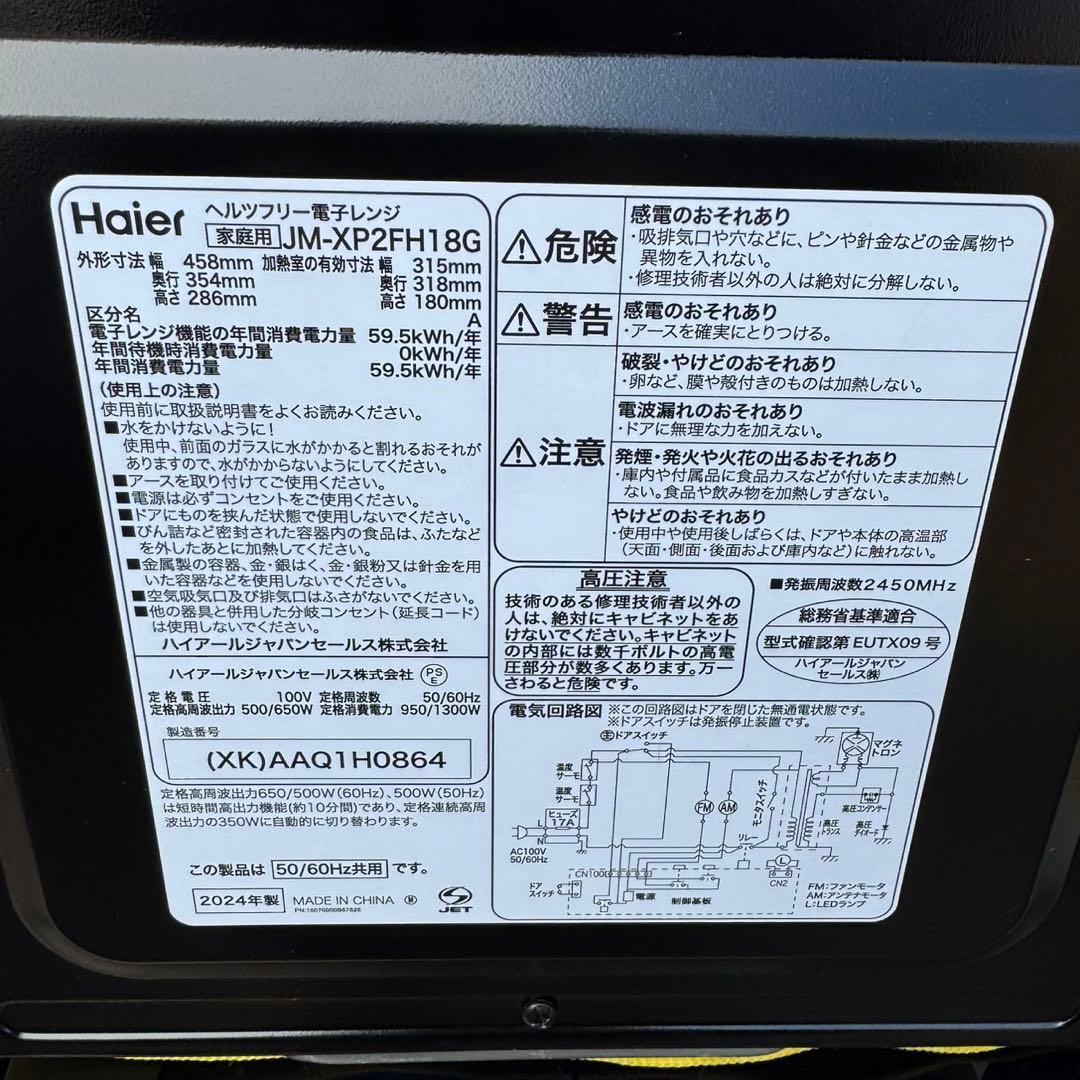 Haier ヘルツフリー電子レンジ
家庭用 JM-XP2FH18G
外形寸法 幅 458mm 加熱室の有効寸法 幅 315mm
奥行 354mm 奥行 318mm
高さ 286mm 高さ 180mm
区分名 A
電子レンジ機能の年間消費電力量 59.5kWh/年
年間待機時消費電力量 0kWh/年
年間消費電力量 59.5kWh/年
(使用上の注意)
使用前に取扱説明書をよくお読みください。
■水をかけないように!
使用中、前面のガラスに水がかかると割れるおそれが
ありますので、水がかからないようにしてください。
■アースを取り付けてご使用ください。
■電源は必ずコンセントをご使用ください。
■ドアにものを挟んだ状態で使用しないでください。
■びん詰など密封された容器内の食品は、ふたなど
を外したあとに加熱してください。
■金属製の容器、金・銀はく、金・銀粉又は針金を用
いた容器などを使用しないでください。
■空気吸気口及び排気口はふさがないでください。
■他の器具と併用した分岐コンセント(延長コード)
は使用しないでください。
ハイアールジャパンセールス株式会社
ハイアールジャパンセールス株式会社 PSE
定格電圧 100V 定格周波数 50/60Hz
定格高周波出力 500/650W 定格消費電力 950/1300W
製造番号
(XK)AAQ1H0864
定格高周波出力650/500W(60Hz)、500W(50Hz)
は短時間高出力機能(約10分間)であり、定格連続高周
波出力の350Wに自動的に切り替わります。
この製品は 50/60Hz共用 です。
2024年製 MADE IN CHINA Ⓜ JET
⚠危険
感電のおそれあり
・吸排気口や穴などに、ピンや針金などの金属物や
異物を入れない。
・修理技術者以外の人は絶対に分解しない。
⚠警告
感電のおそれあり
・アースを確実にとりつける。
⚠注意
破裂・やけどのおそれあり
・卵など、膜や殻付きのものは加熱しない。
電波漏れのおそれあり
・ドアに無理な力を加えない。
発煙・発火や火花の出るおそれあり
・庫内や付属品に食品カスなどが付いたまま加熱し
ない。食品や飲み物を加熱しすぎない。
やけどのおそれあり
・使用中や使用後しばらくは、ドアや本体の高温部
(天面・側面・後面および庫内など)に触れない。
高圧注意
技術のある修理技術者以外の
人は、絶対にキャビネットをあ
けないでください。キャビネット
の内部には数千ボルトの高電
圧部分が数多くあります。万一
さわると危険です。
■発振周波数2450MHz
総務省基準適合
型式確認第EUTX09号
ハイアールジャパン
セールス㈱
電気回路図 ※この回路図はドアを閉じた無通電状態です。
※ドアスイッチは発振停止装置です。
主ドアスイッチ
マグネ
トロン
温度
サーモ
温度
サーモ
ヒューズ
17A
L
N
AC100V
50/60Hz
FM
AM
モニタスイッチ
リレー
高圧
トランス
高圧コンデンサー
高圧
ダイオード
L
CN2
CN100
ドア
スイッチ
電源
制御基板
FM:ファンモータ
AM:アンテナモータ
L:LEDランプ